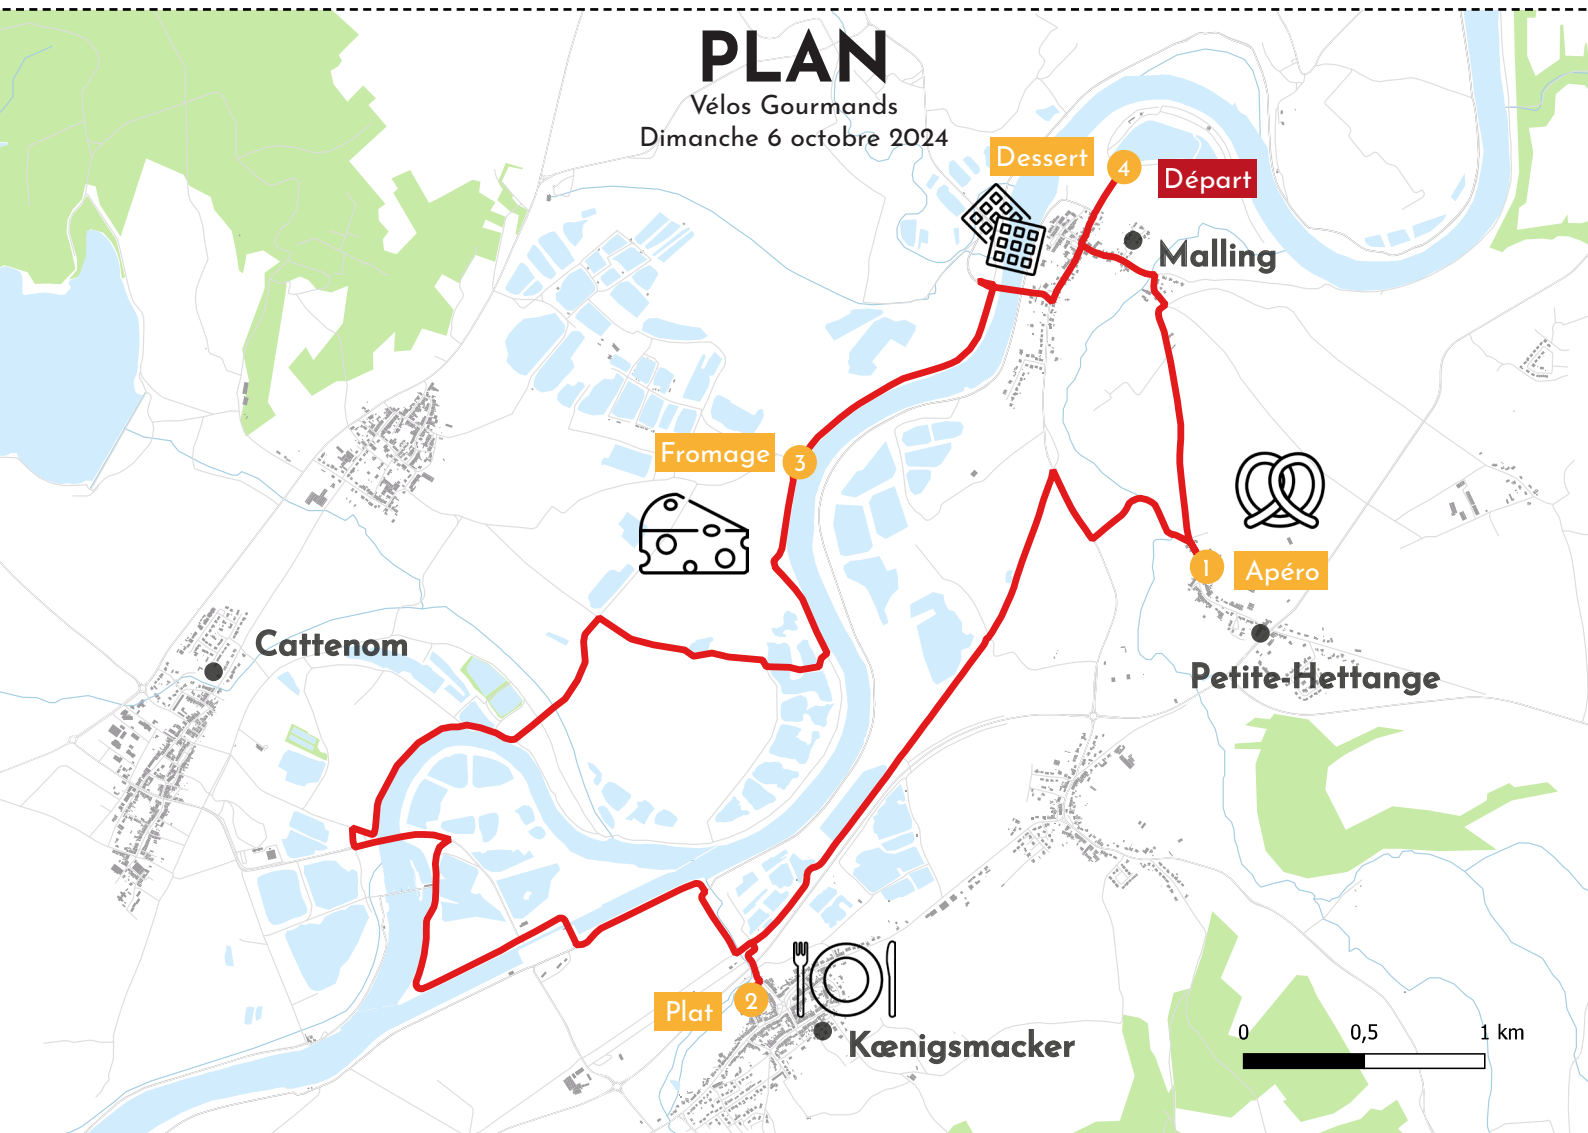 PLAN
Vélos Gourmands
Dimanche 6 octobre 2024
Dessert
4
Départ
Malling
Fromage
3
1
Apéro
Cattenom
Petite-Hettange
Plat
2
Kœnigsmacker
0 0,5 1 km